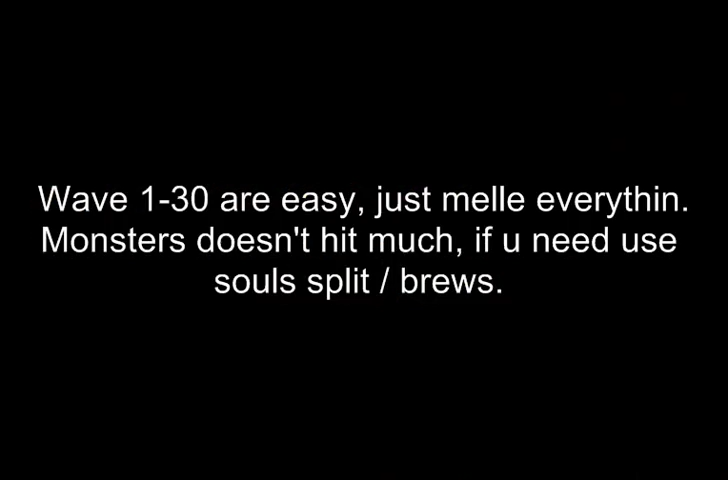 Wave 1-30 are easy, just melle everythin.
Monsters doesn't hit much, if u need use
souls split / brews.